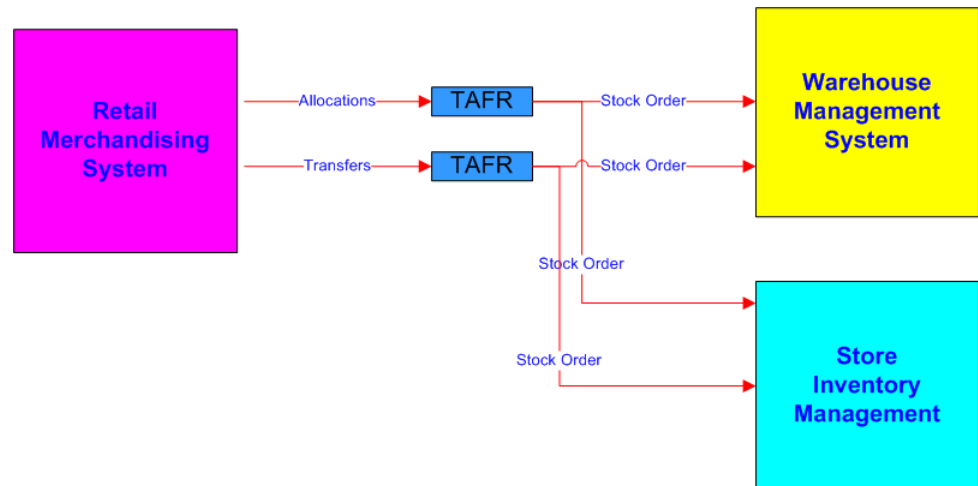 Retail
Merchandising
System
Allocations
TAFR
Stock Order
Transfers
TAFR
Stock Order
Warehouse
Management
System
Stock Order
Stock Order
Store
Inventory
Management